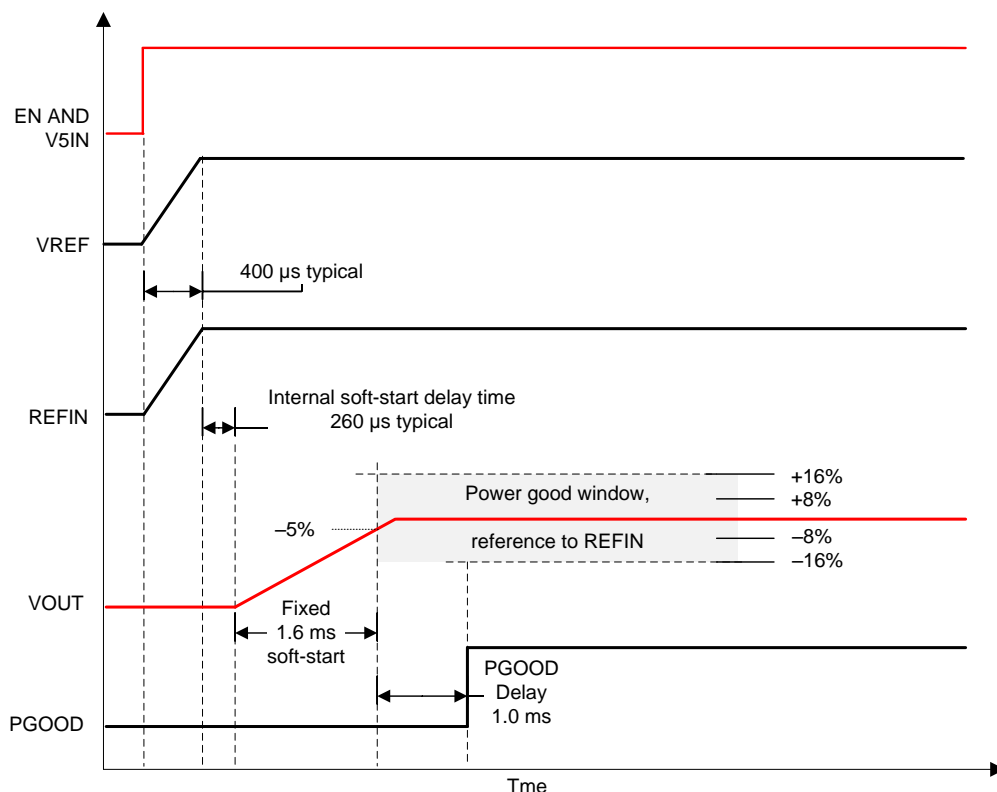 EN AND
V5IN
VREF
400 µs typical
REFIN
Internal soft-start delay time
260 µs typical
+16%
Power good window,
+8%
–5%
reference to REFIN
–8%
–16%
VOUT
Fixed
1.6 ms
soft-start
PGOOD
Delay
1.0 ms
PGOOD
Tme